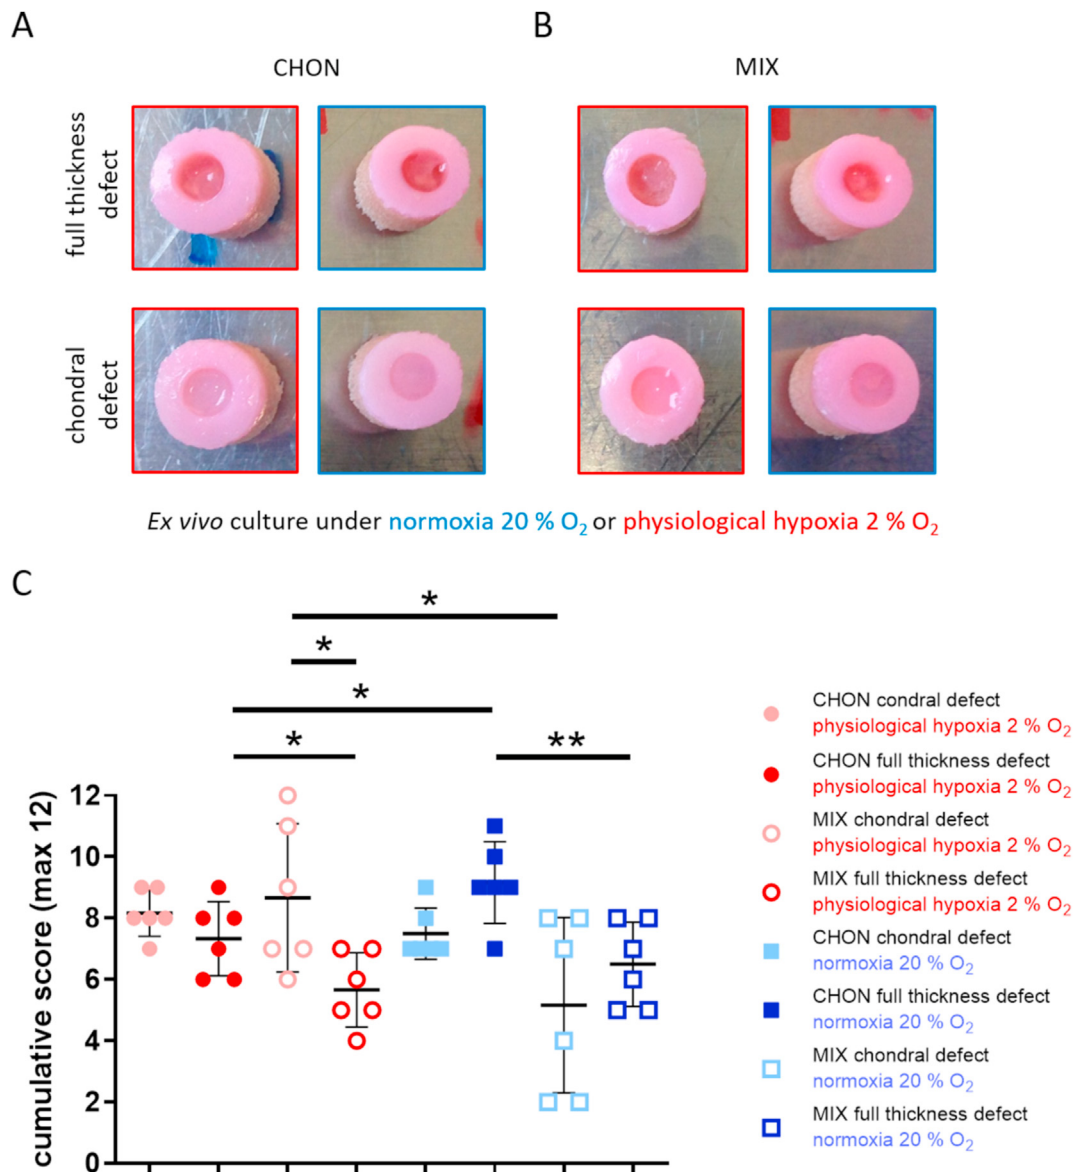 A
B
CHON
MIX
full thickness
defect
chondral
defect
Ex vivo culture under normoxia 20 % O₂ or physiological hypoxia 2 % O₂
C
*
*
*
*
**
cumulative score (max 12)
12
10
8
6
4
2
0
CHON condral defect
physiological hypoxia 2 % O₂
CHON full thickness defect
physiological hypoxia 2 % O₂
MIX chondral defect
physiological hypoxia 2 % O₂
MIX full thickness defect
physiological hypoxia 2 % O₂
CHON chondral defect
normoxia 20 % O₂
CHON full thickness defect
normoxia 20 % O₂
MIX chondral defect
normoxia 20 % O₂
MIX full thickness defect
normoxia 20 % O₂